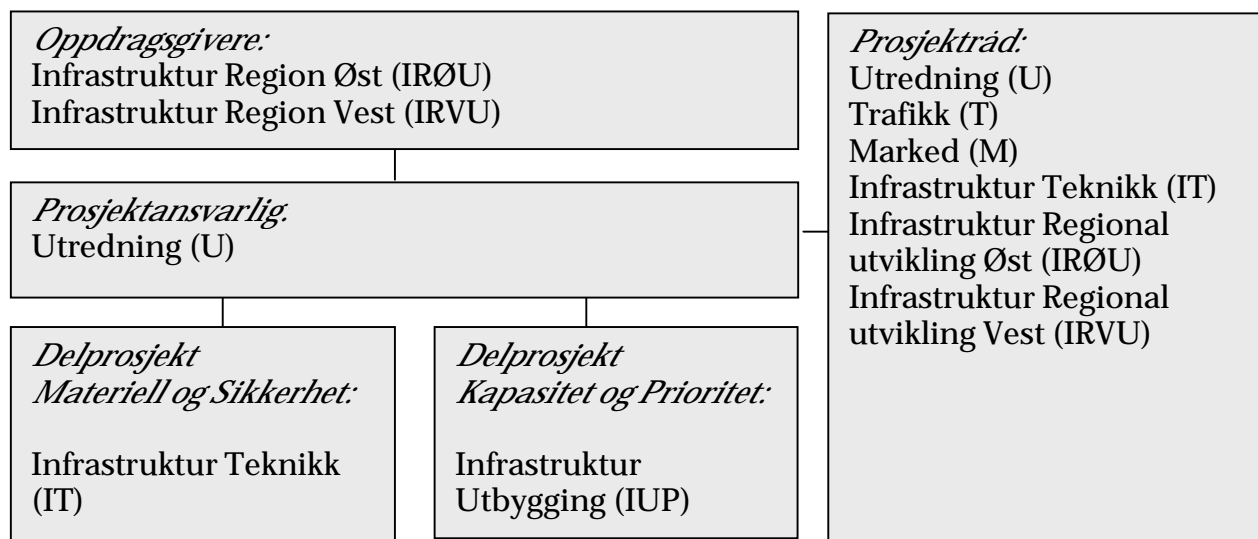 Oppdragsgivere:
Infrastruktur Region Øst (IRØU)
Infrastruktur Region Vest (IRVU)
Prosjektansvarlig:
Utredning (U)
Delprosjekt
Materiell og Sikkerhet:
Infrastruktur Teknikk
(IT)
Delprosjekt
Kapasitet og Prioritet:
Infrastruktur
Utbygging (IUP)
Prosjektråd:
Utredning (U)
Trafikk (T)
Marked (M)
Infrastruktur Teknikk (IT)
Infrastruktur Regional
utvikling Øst (IRØU)
Infrastruktur Regional
utvikling Vest (IRVU)